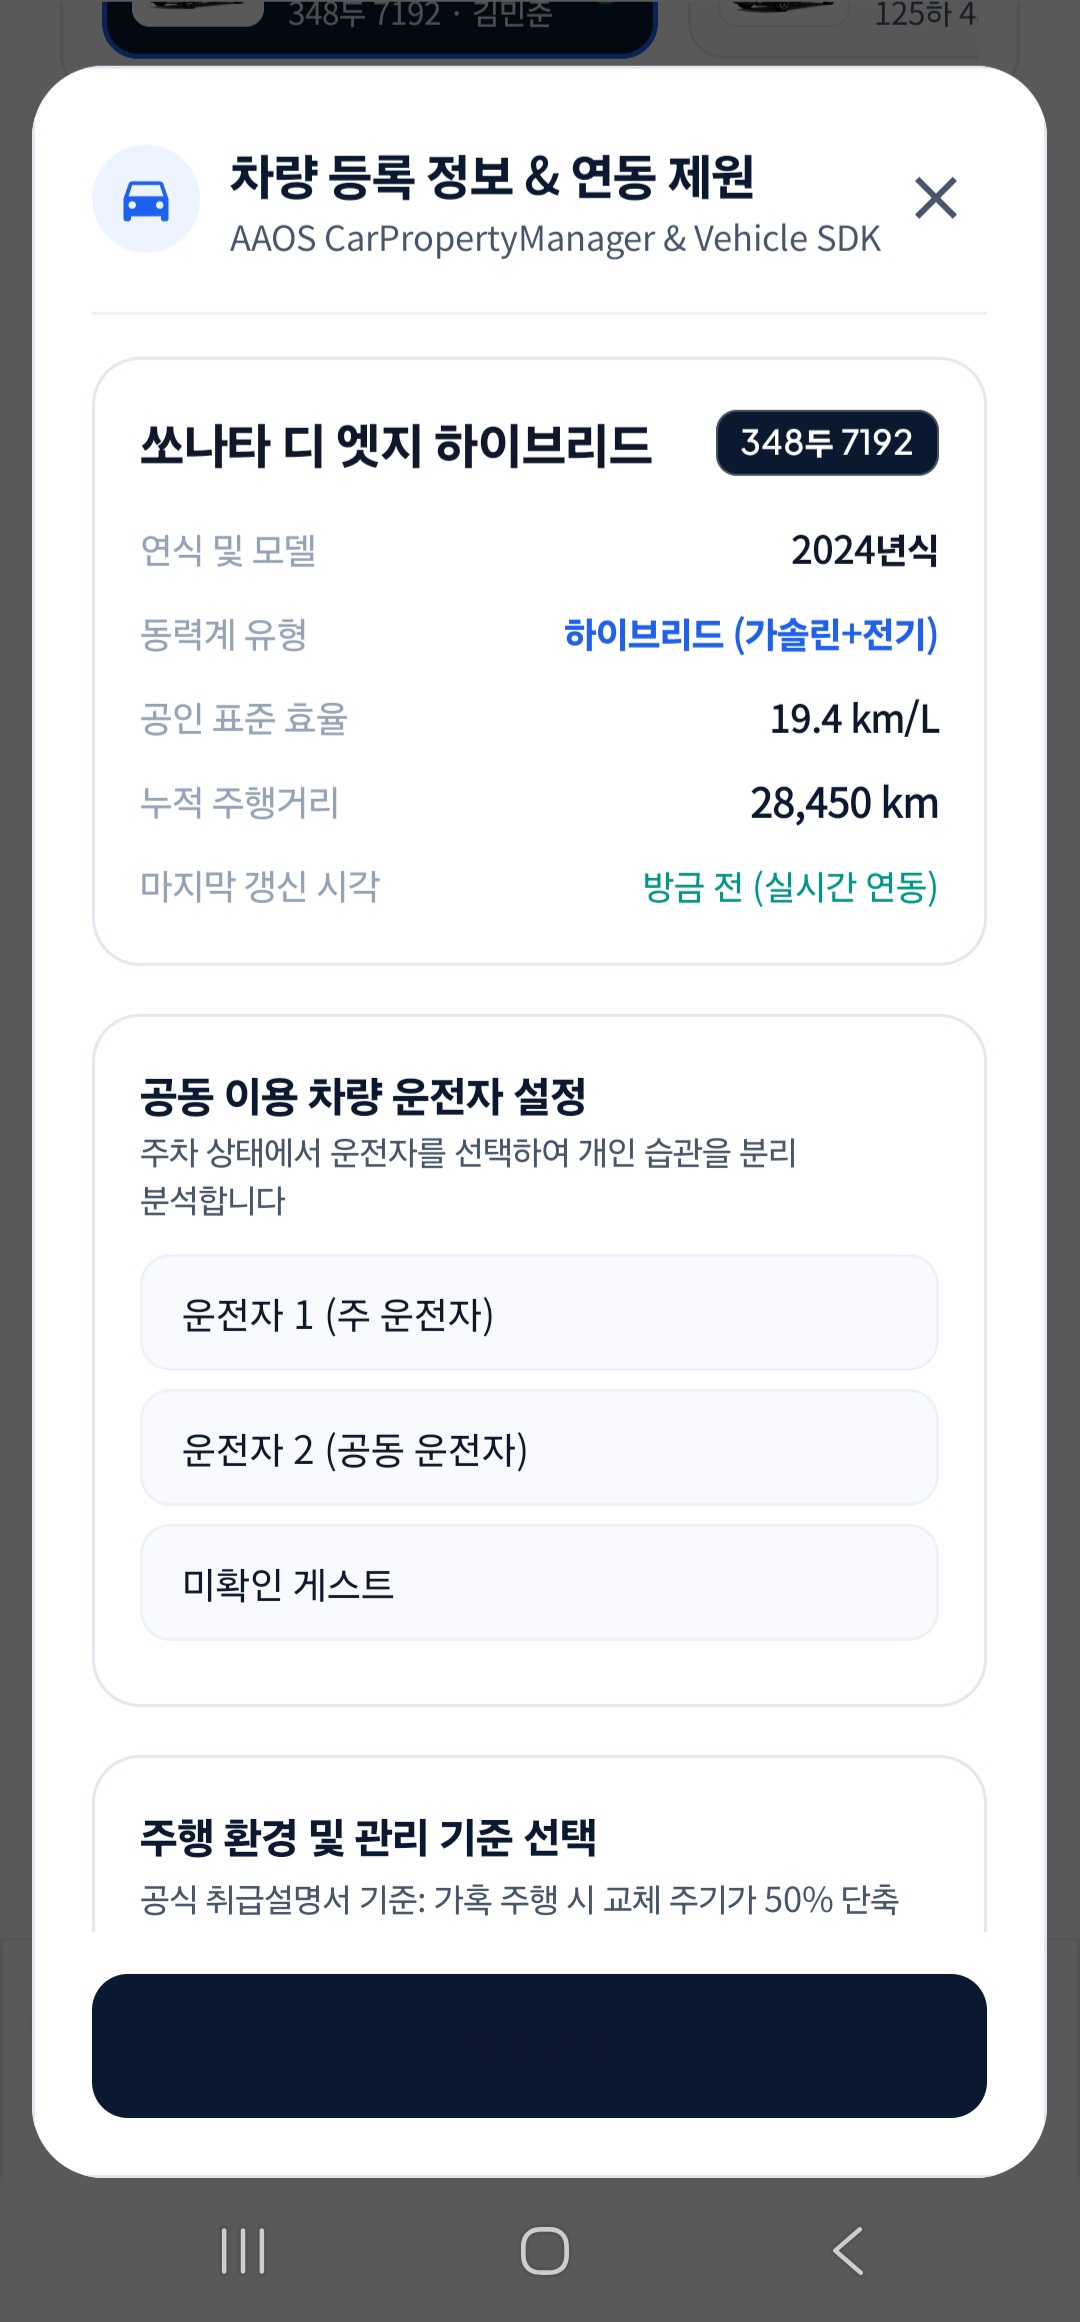 348두 7192 · 김민준
125하 4
차량 등록 정보 & 연동 제원
AAOS CarPropertyManager & Vehicle SDK
쏘나타 디 엣지 하이브리드
348두 7192
연식 및 모델
2024년식
동력계 유형
하이브리드 (가솔린+전기)
공인 표준 효율
19.4 km/L
누적 주행거리
28,450 km
마지막 갱신 시각
방금 전 (실시간 연동)
공동 이용 차량 운전자 설정
주차 상태에서 운전자를 선택하여 개인 습관을 분리
분석합니다
운전자 1 (주 운전자)
운전자 2 (공동 운전자)
미확인 게스트
주행 환경 및 관리 기준 선택
공식 취급설명서 기준: 가혹 주행 시 교체 주기가 50% 단축